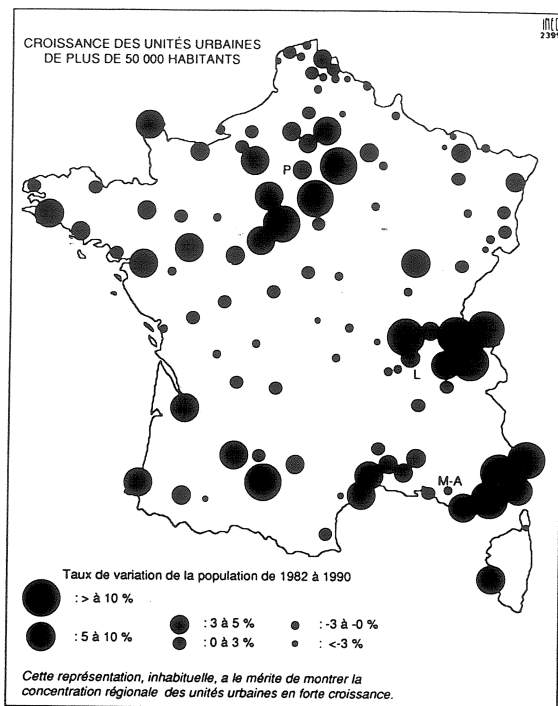 CROISSANCE DES UNITÉS URBAINES
DE PLUS DE 50 000 HABITANTS
239
P
L
M-A
Taux de variation de la population de 1982 à 1990
: > à 10 %
: 5 à 10 %
: 3 à 5 %
: 0 à 3 %
: -3 à -0 %
: <-3 %
Cette représentation, inhabituelle, a le mérite de montrer la
concentration régionale des unités urbaines en forte croissance.